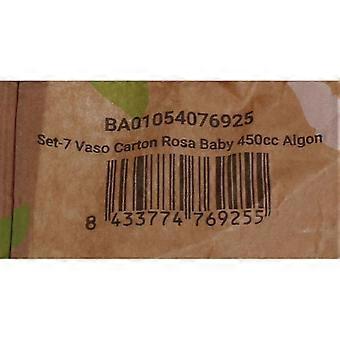 BA01054076925
Set-7 Vaso Carton Rosa Baby 450cc Algon
8 433774 769255